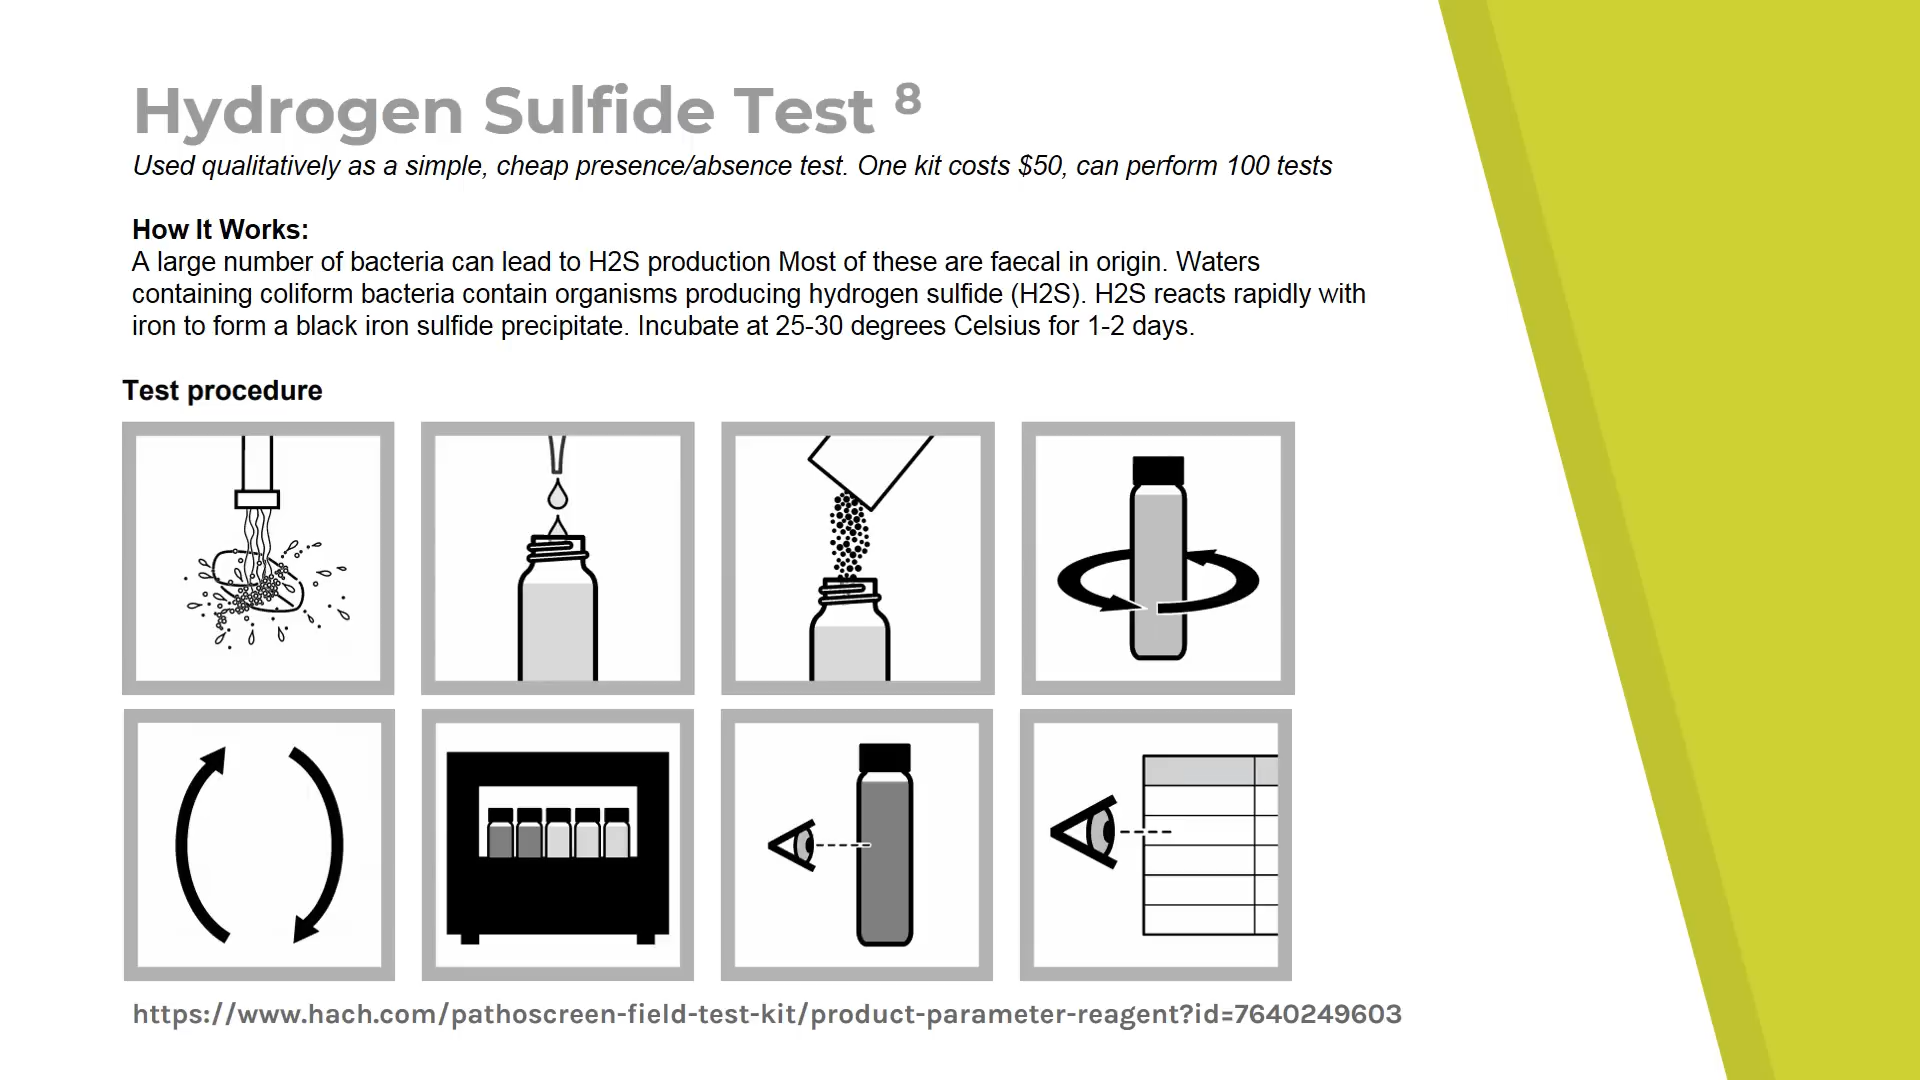 Hydrogen Sulfide Test ⁸
Used qualitatively as a simple, cheap presence/absence test. One kit costs $50, can perform 100 tests
How It Works:
A large number of bacteria can lead to H2S production Most of these are faecal in origin. Waters
containing coliform bacteria contain organisms producing hydrogen sulfide (H2S). H2S reacts rapidly with
iron to form a black iron sulfide precipitate. Incubate at 25-30 degrees Celsius for 1-2 days.
Test procedure
https://www.hach.com/pathoscreen-field-test-kit/product-parameter-reagent?id=7640249603